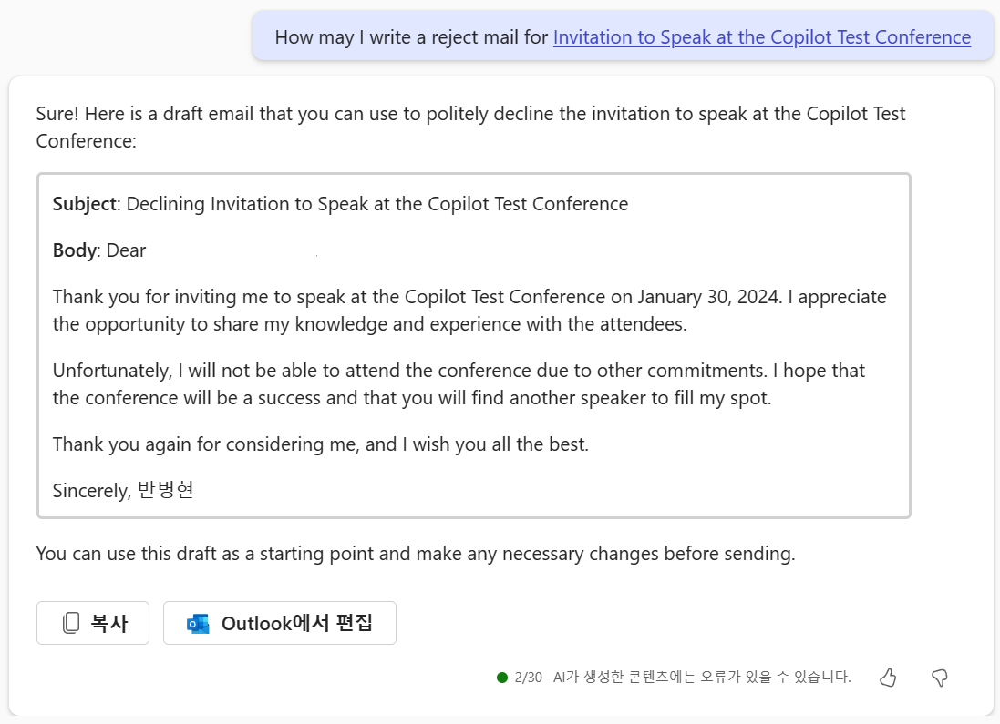 How may I write a reject mail for Invitation to Speak at the Copilot Test Conference
Sure! Here is a draft email that you can use to politely decline the invitation to speak at the Copilot Test
Conference:
Subject: Declining Invitation to Speak at the Copilot Test Conference
Body: Dear
Thank you for inviting me to speak at the Copilot Test Conference on January 30, 2024. I appreciate
the opportunity to share my knowledge and experience with the attendees.
Unfortunately, I will not be able to attend the conference due to other commitments. I hope that
the conference will be a success and that you will find another speaker to fill my spot.
Thank you again for considering me, and I wish you all the best.
Sincerely, 반병현
You can use this draft as a starting point and make any necessary changes before sending.
복사 Outlook에서 편집
2/30 AI가 생성한 콘텐츠에는 오류가 있을 수 있습니다.